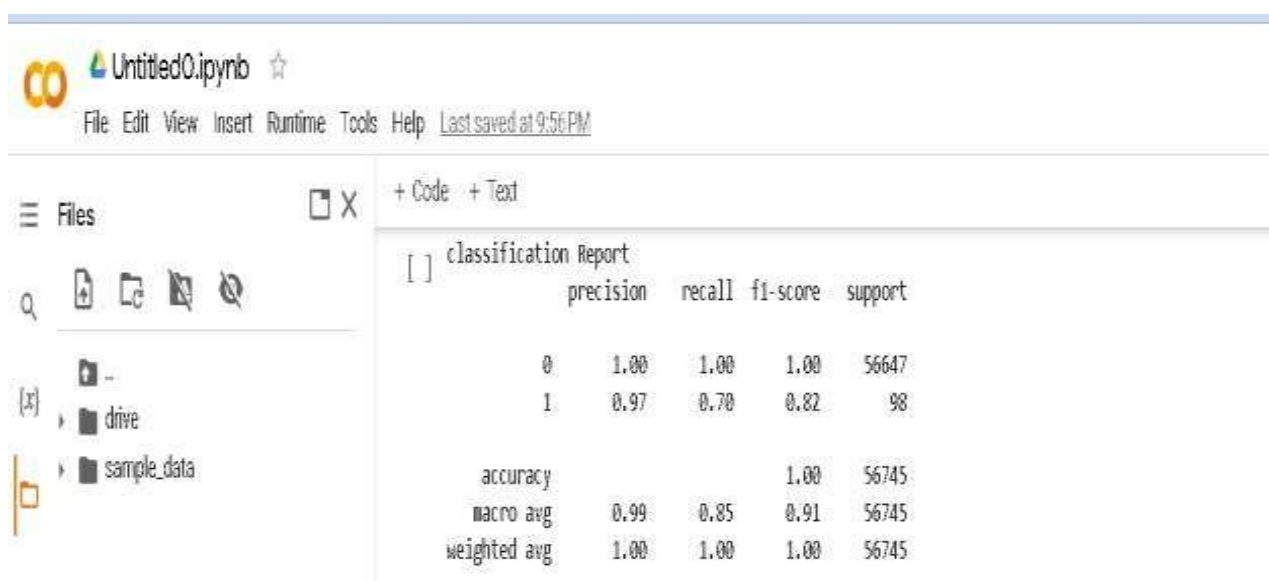 Untitled0.ipynb
File Edit View Insert Runtime Tools Help Last saved at 9:56 PM
Files
+ Code + Text
[ ] classification Report
precision recall f1-score support
0 1.00 1.00 1.00 56647
1 0.97 0.70 0.82 98
accuracy 1.00 56745
macro avg 0.99 0.85 0.91 56745
weighted avg 1.00 1.00 1.00 56745
{x}
..
drive
sample_data